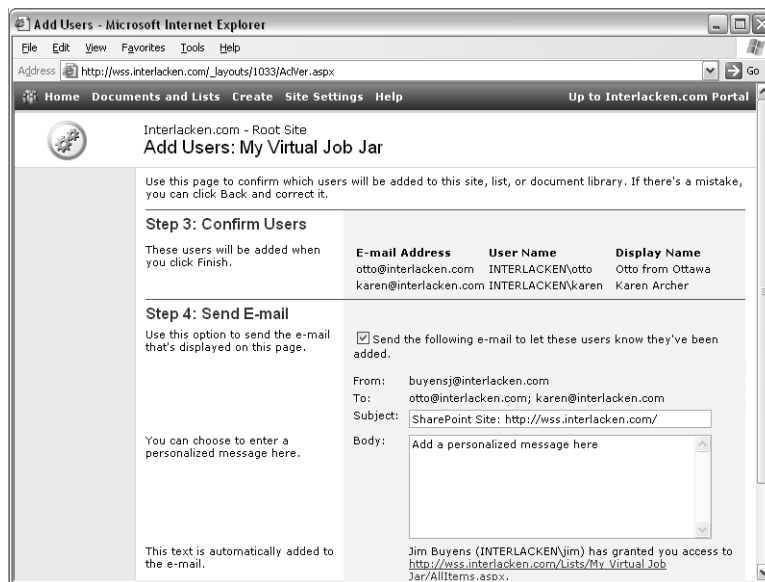 Add Users - Microsoft Internet Explorer
File Edit View Favorites Tools Help
Address http://wss.interlacken.com/_layouts/1033/AclVer.aspx Go
Home Documents and Lists Create Site Settings Help Up to Interlacken.com Portal
Interlacken.com - Root Site
Add Users: My Virtual Job Jar
Use this page to confirm which users will be added to this site, list, or document library. If there's a mistake,
you can click Back and correct it.
Step 3: Confirm Users
These users will be added when
you click Finish.
E-mail Address User Name Display Name
otto@interlacken.com INTERLACKEN\otto Otto from Ottawa
karen@interlacken.com INTERLACKEN\karen Karen Archer
Step 4: Send E-mail
Use this option to send the e-mail
that's displayed on this page.
Send the following e-mail to let these users know they've been
added.
From: buyensj@interlacken.com
To: otto@interlacken.com; karen@interlacken.com
Subject: SharePoint Site: http://wss.interlacken.com/
You can choose to enter a
personalized message here.
Body: Add a personalized message here
This text is automatically added to
the e-mail.
Jim Buyens (INTERLACKEN\jim) has granted you access to
http://wss.interlacken.com/Lists/My Virtual Job
Jar/AllItems.aspx.